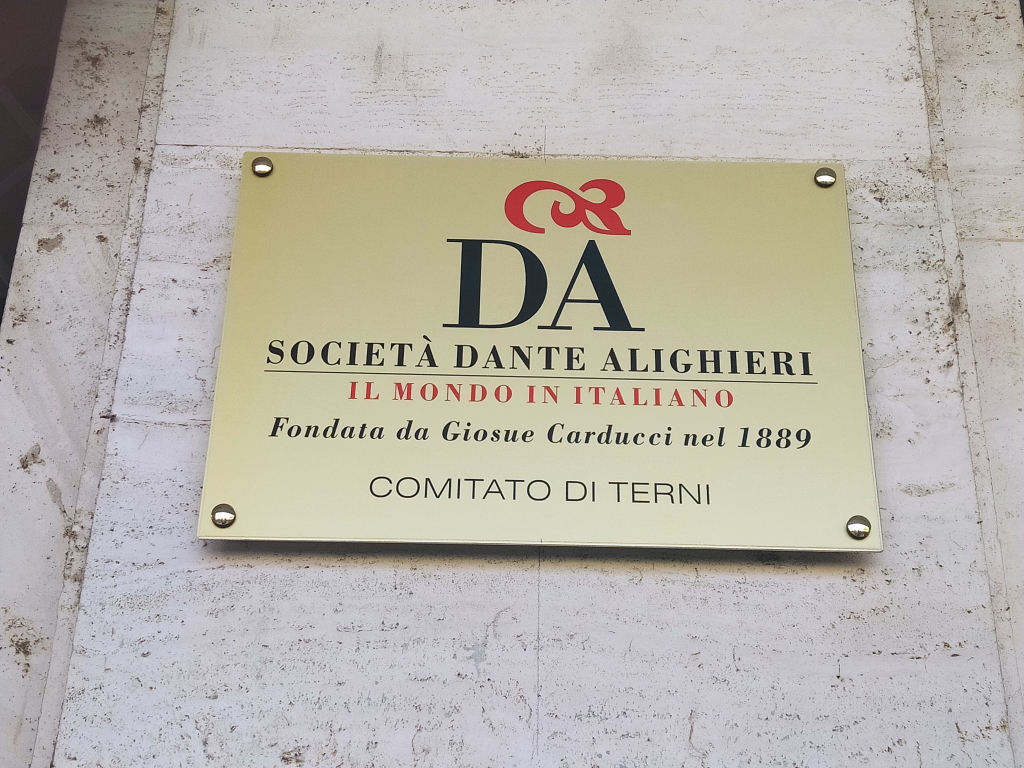 DA
SOCIETÀ DANTE ALIGHIERI
IL MONDO IN ITALIANO
Fondata da Giosue Carducci nel 1889
COMITATO DI TERNI